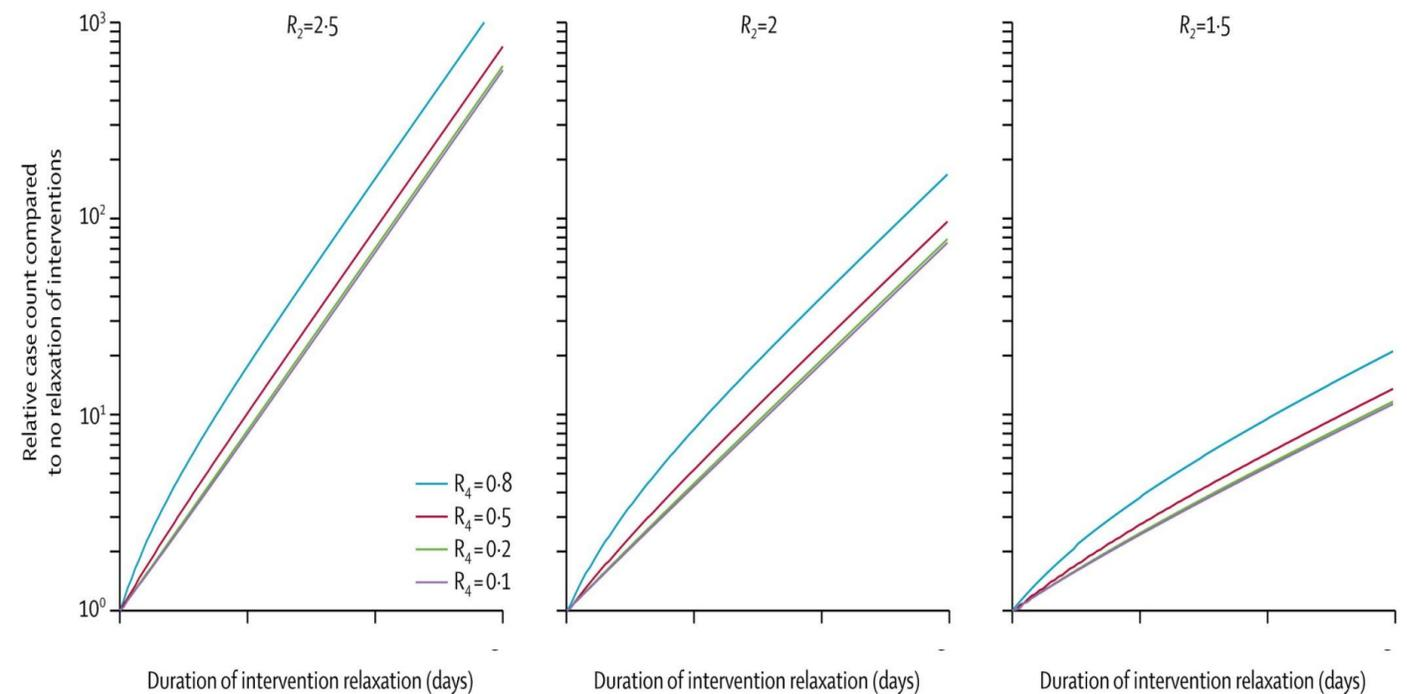 R₂=2·5
R₂=2
R₂=1·5
10³
10²
10¹
10⁰
Relative case count compared
to no relaxation of interventions
R₄=0·8
R₄=0·5
R₄=0·2
R₄=0·1
Duration of intervention relaxation (days)
Duration of intervention relaxation (days)
Duration of intervention relaxation (days)